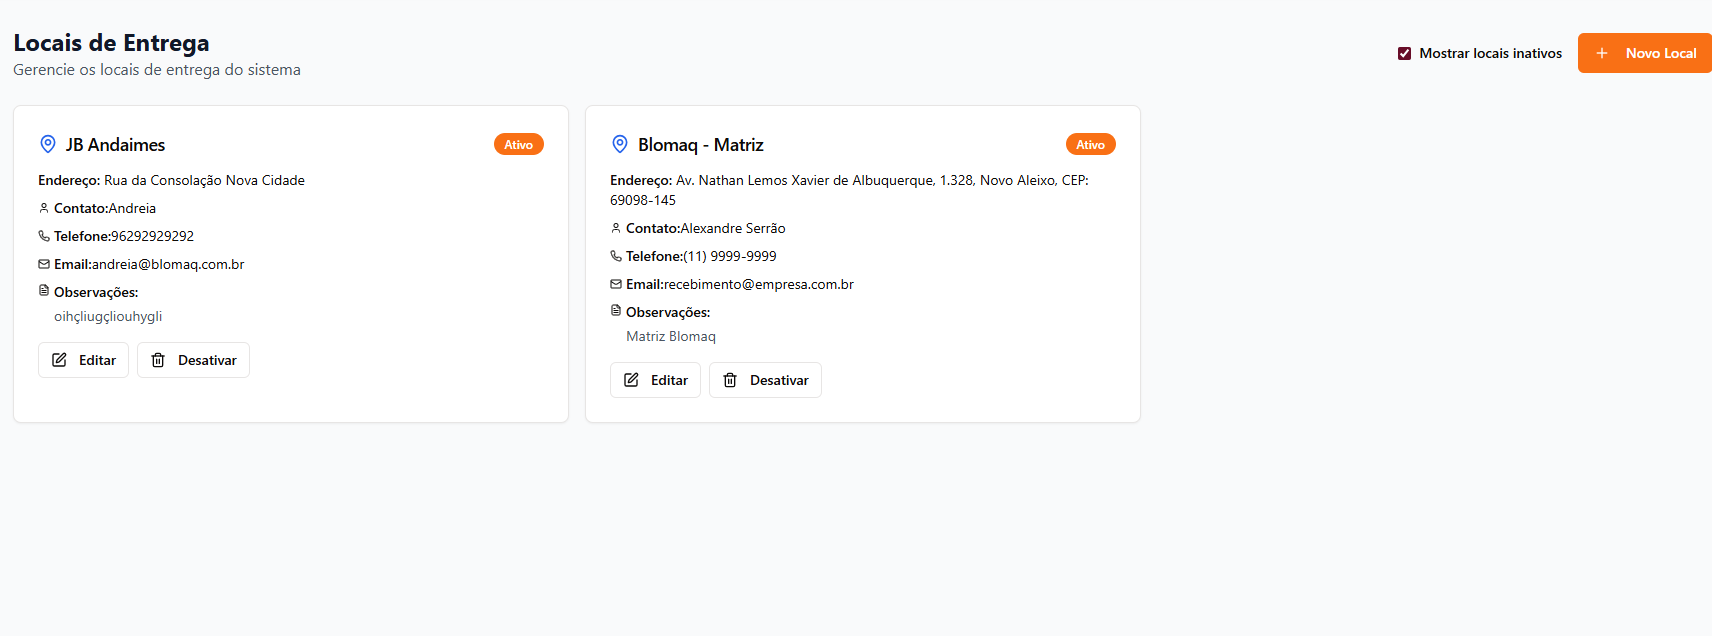 Locais de Entrega
Gerencie os locais de entrega do sistema
Mostrar locais inativos
Novo Local
JB Andaimes
Ativo
Endereço: Rua da Consolação Nova Cidade
Contato:Andreia
Telefone:96292929292
Email:andreia@blomaq.com.br
Observações:
oihçliugçliouhygli
Editar
Desativar
Blomaq - Matriz
Ativo
Endereço: Av. Nathan Lemos Xavier de Albuquerque, 1.328, Novo Aleixo, CEP:
69098-145
Contato:Alexandre Serrão
Telefone:(11) 9999-9999
Email:recebimento@empresa.com.br
Observações:
Matriz Blomaq
Editar
Desativar